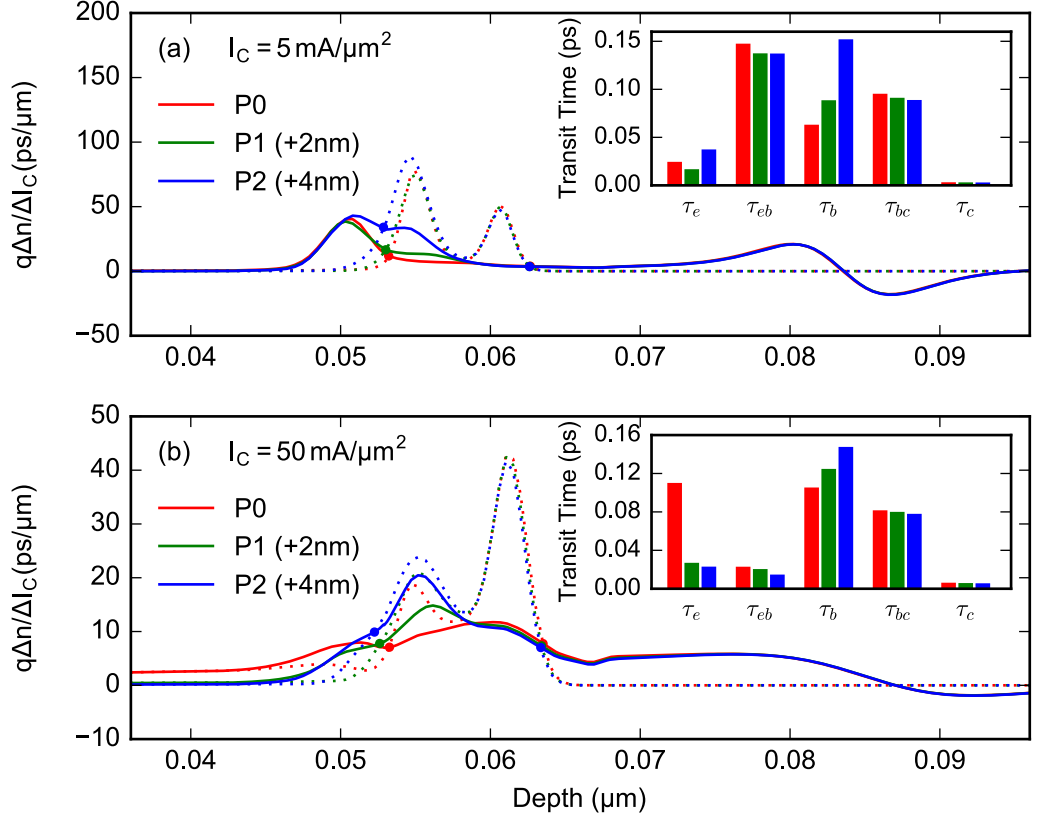 (a) I_C = 5 mA/μm²
P0
P1 (+2nm)
P2 (+4nm)
qΔn/ΔI_C(ps/μm)
200
150
100
50
0
−50
0.04 0.05 0.06 0.07 0.08 0.09
Transit Time (ps)
0.15
0.10
0.05
0.00
τ_e τ_eb τ_b τ_bc τ_c
(b) I_C = 50 mA/μm²
P0
P1 (+2nm)
P2 (+4nm)
qΔn/ΔI_C(ps/μm)
50
40
30
20
10
0
−10
0.04 0.05 0.06 0.07 0.08 0.09
Transit Time (ps)
0.16
0.12
0.08
0.04
0.00
τ_e τ_eb τ_b τ_bc τ_c
Depth (μm)